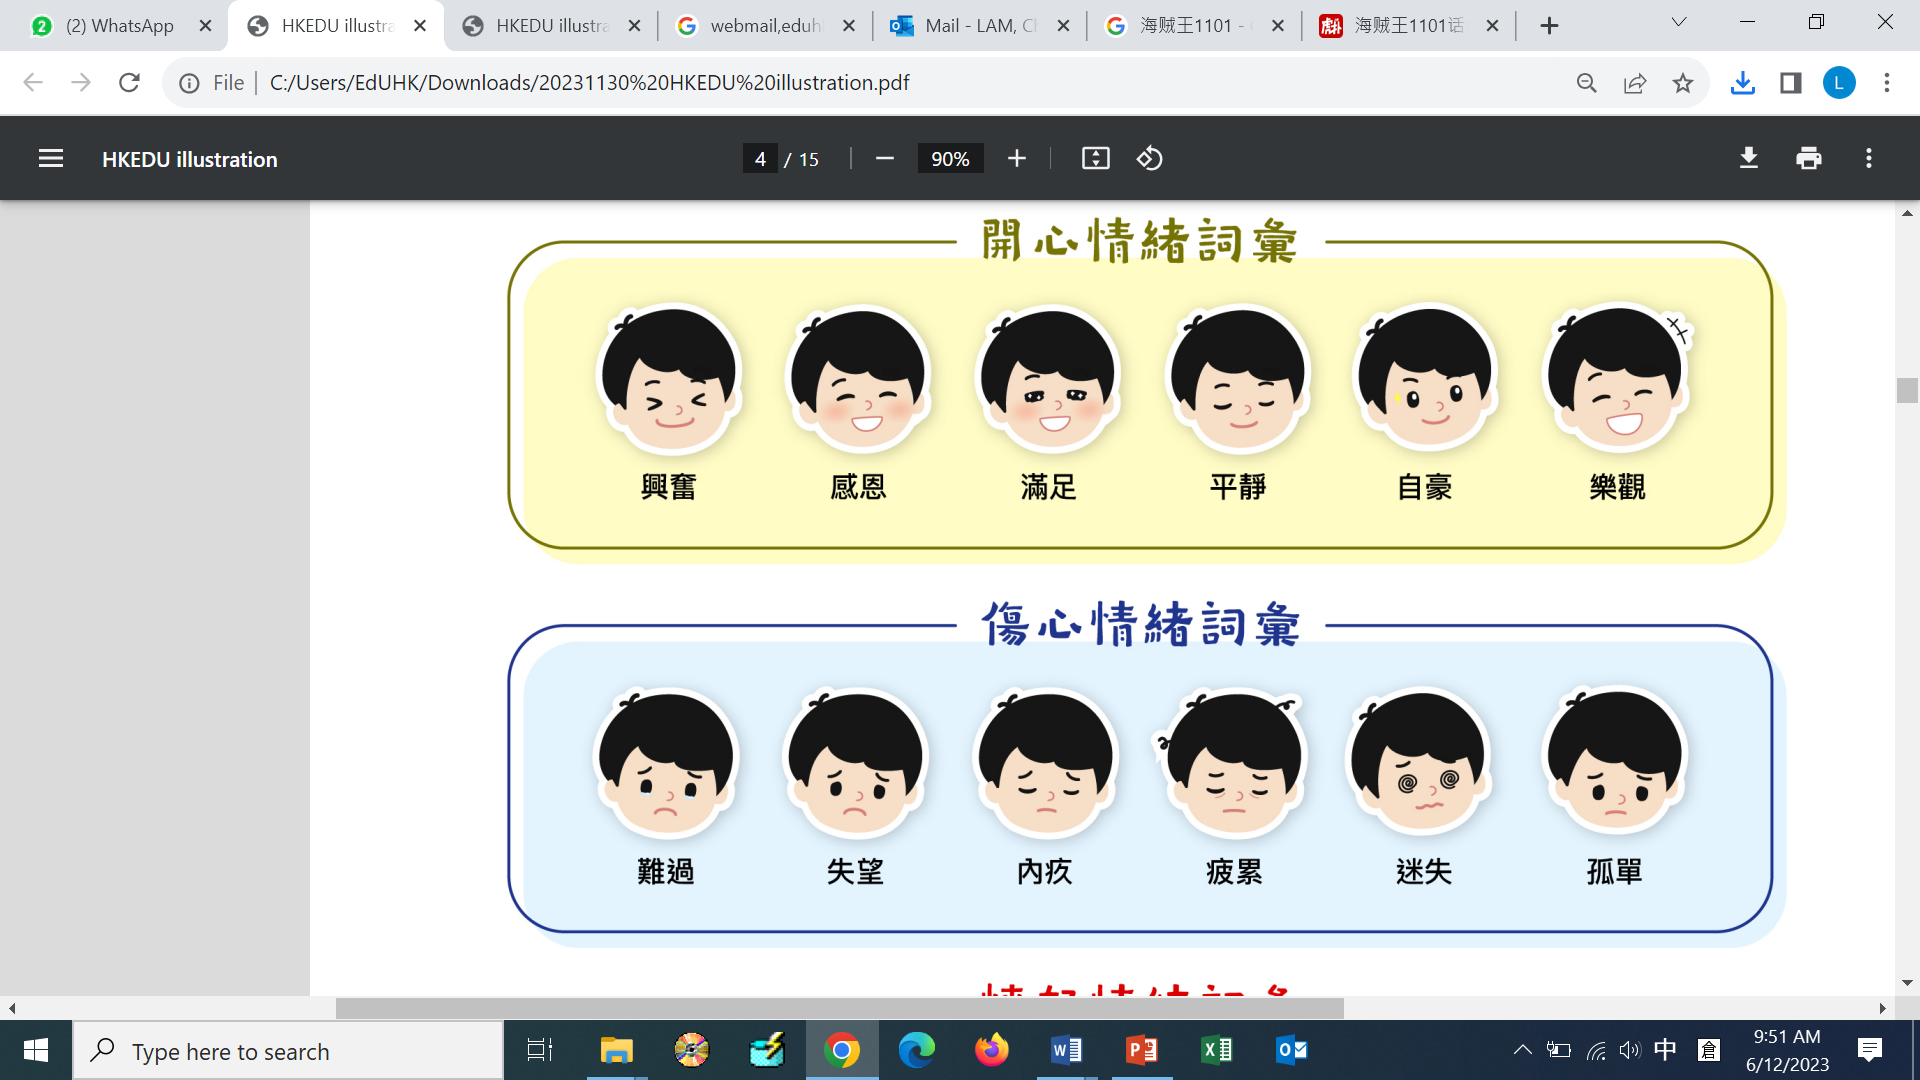 (2) WhatsApp
HKEDU illustra
HKEDU illustra
webmail,eduh
Mail - LAM, Ch
海贼王1101 -
海贼王1101话
File
C:/Users/EdUHK/Downloads/20231130%20HKEDU%20illustration.pdf
L
HKEDU illustration
4 / 15
90%
開心情緒詞彙
興奮 感恩 滿足 平靜 自豪 樂觀
傷心情緒詞彙
難過 失望 內疚 疲累 迷失 孤單
Type here to search
中
倉
9:51 AM
6/12/2023